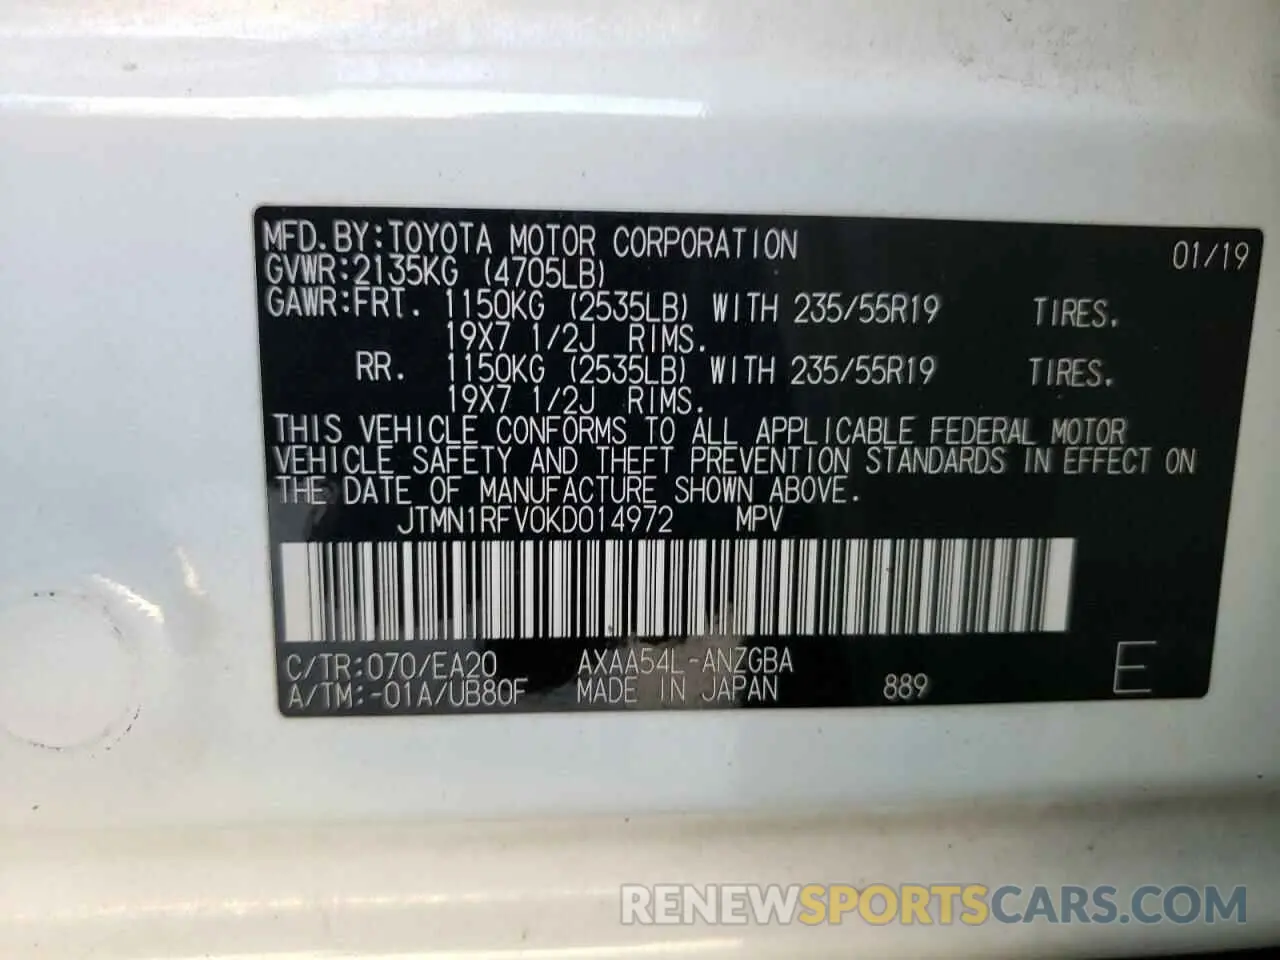 MFD.BY:TOYOTA MOTOR CORPORATION 01/19
GVWR:2135KG (4705LB)
GAWR:FRT. 1150KG (2535LB) WITH 235/55R19 TIRES.
19X7 1/2J RIMS.
RR. 1150KG (2535LB) WITH 235/55R19 TIRES.
19X7 1/2J RIMS.
THIS VEHICLE CONFORMS TO ALL APPLICABLE FEDERAL MOTOR
VEHICLE SAFETY AND THEFT PREVENTION STANDARDS IN EFFECT ON
THE DATE OF MANUFACTURE SHOWN ABOVE.
JTMN1RFV0KD014972 MPV
C/TR:070/EA20 AXAA54L-ANZGBA
A/TM:-01A/UB80F MADE IN JAPAN 889 E
RENEWSPORTSCARS.COM